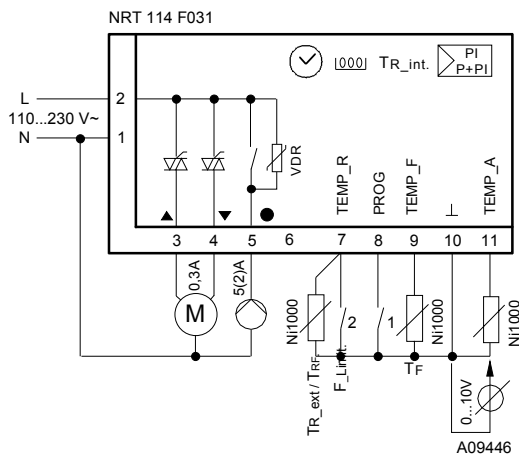 NRT 114 F031
000 TR_int. PI
P+PI
L 2
110...230 V~
N 1
VDR
TEMP_R
PROG
TEMP_F
⊥
TEMP_A
▲ ▼ ●
3 4 5 6 7 8 9 10 11
0,3A
5(2)A
M
Ni1000
2
1
Ni1000
Ni1000
TR_ext / TRF.
F_Limit.
TF
0...10V
A09446